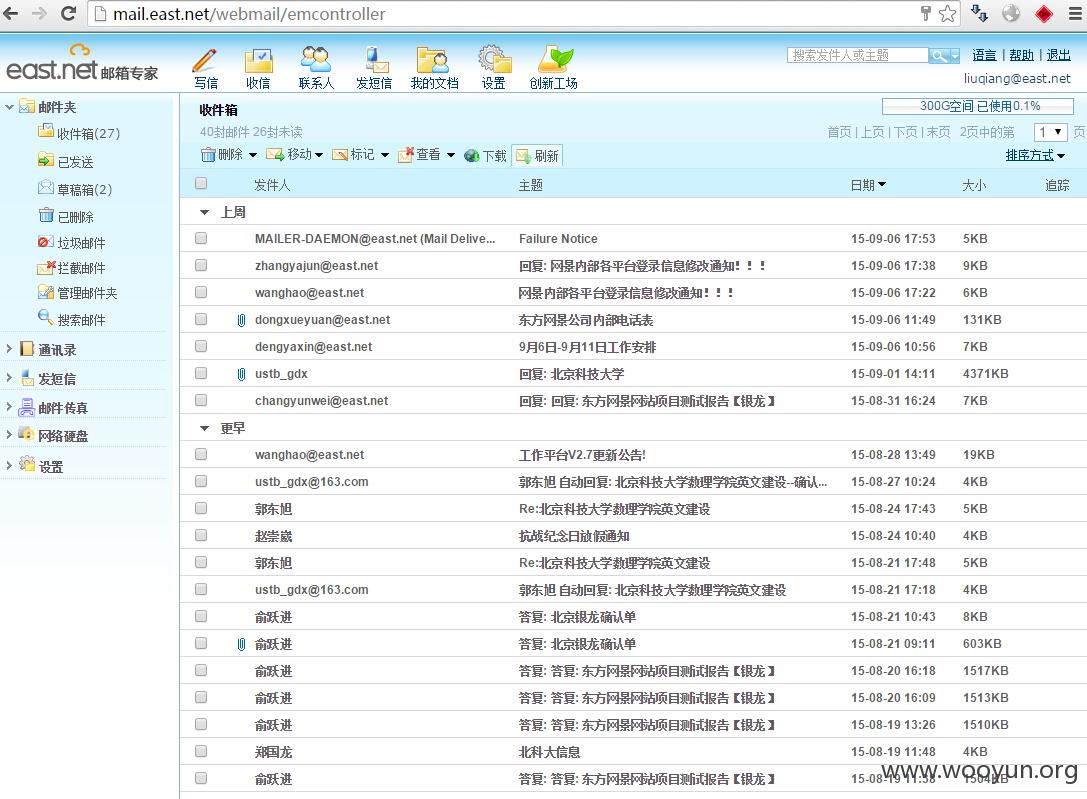 mail.east.net/webmail/emcontroller
east.net 邮箱专家
写信 收信 联系人 发短信 我的文档 设置 创新工场
搜索发件人或主题
语言 | 帮助 | 退出
liuqiang@east.net
邮件夹
收件箱(27)
已发送
草稿箱(2)
已删除
垃圾邮件
拦截邮件
管理邮件夹
搜索邮件
通讯录
发短信
邮件传真
网络硬盘
设置
收件箱
300G空间 已使用0.1%
40封邮件 26封未读
首页 | 上页 | 下页 | 末页 2页中的第 1 页
删除 移动 标记 查看 下载 刷新
排序方式
发件人 主题 日期 大小 追踪
上周
MAILER-DAEMON@east.net (Mail Delive... Failure Notice 15-09-06 17:53 5KB
zhangyajun@east.net 回复: 网景内部各平台登录信息修改通知！！！ 15-09-06 17:38 9KB
wanghao@east.net 网景内部各平台登录信息修改通知！！！ 15-09-06 17:22 6KB
dongxueyuan@east.net 东方网景公司内部电话表 15-09-06 11:49 131KB
dengyaxin@east.net 9月6日-9月11日工作安排 15-09-06 10:56 7KB
ustb_gdx 回复: 北京科技大学 15-09-01 14:11 4371KB
changyunwei@east.net 回复: 回复: 东方网景网站项目测试报告【银龙】 15-08-31 16:24 7KB
更早
wanghao@east.net 工作平台V2.7更新公告! 15-08-28 13:49 19KB
ustb_gdx@163.com 郭东旭 自动回复: 北京科技大学数理学院英文建设--确认... 15-08-27 10:24 4KB
郭东旭 Re:北京科技大学数理学院英文建设 15-08-24 17:43 5KB
赵崇崴 抗战纪念日放假通知 15-08-24 10:40 4KB
郭东旭 Re:北京科技大学数理学院英文建设 15-08-21 17:48 5KB
ustb_gdx@163.com 郭东旭 自动回复: 北京科技大学数理学院英文建设 15-08-21 17:18 4KB
俞跃进 答复: 北京银龙确认单 15-08-21 10:43 8KB
俞跃进 答复: 北京银龙确认单 15-08-21 09:11 603KB
俞跃进 答复: 答复: 东方网景网站项目测试报告【银龙】 15-08-20 16:18 1517KB
俞跃进 答复: 答复: 东方网景网站项目测试报告【银龙】 15-08-20 16:09 1513KB
俞跃进 答复: 答复: 东方网景网站项目测试报告【银龙】 15-08-19 13:26 1510KB
郑国龙 北科大信息 15-08-19 11:48 4KB
俞跃进 答复: 答复: 东方网景网站项目测试报告【银龙】 15-08-19 11:38 1504KB
www.wooyun.org